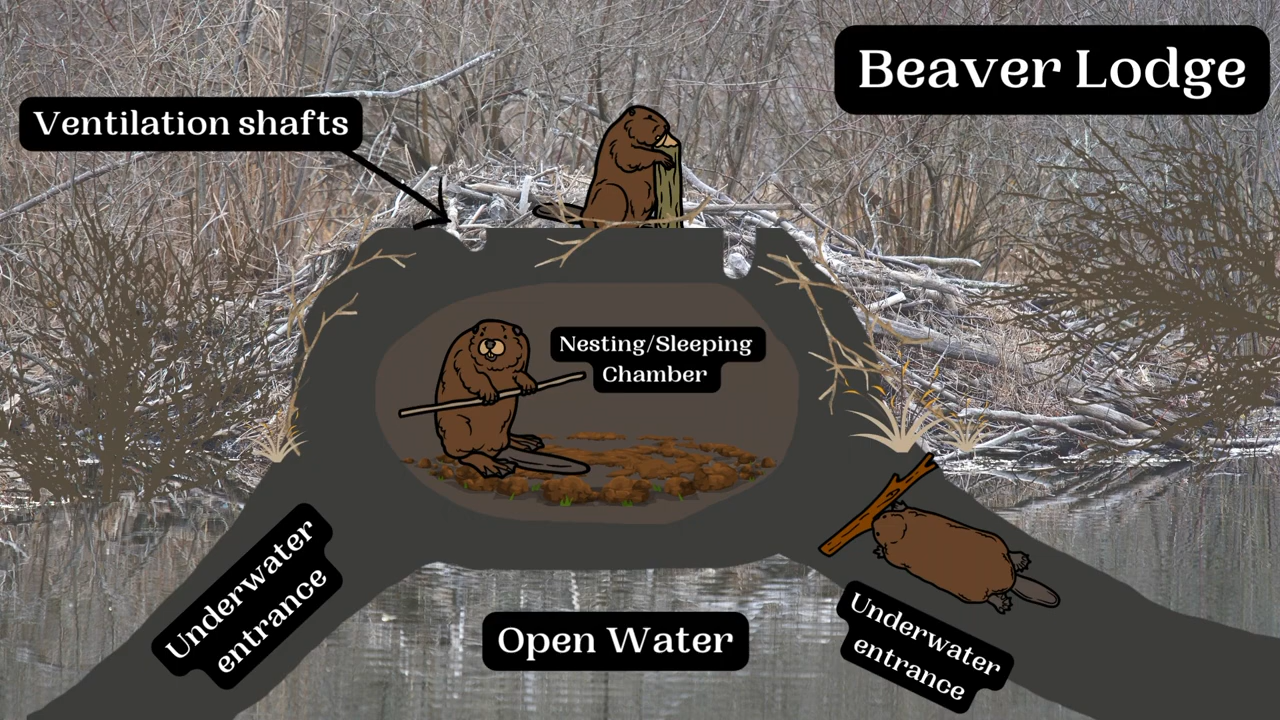 Beaver Lodge
Ventilation shafts
Nesting/Sleeping
Chamber
Underwater
entrance
Open Water
Underwater
entrance